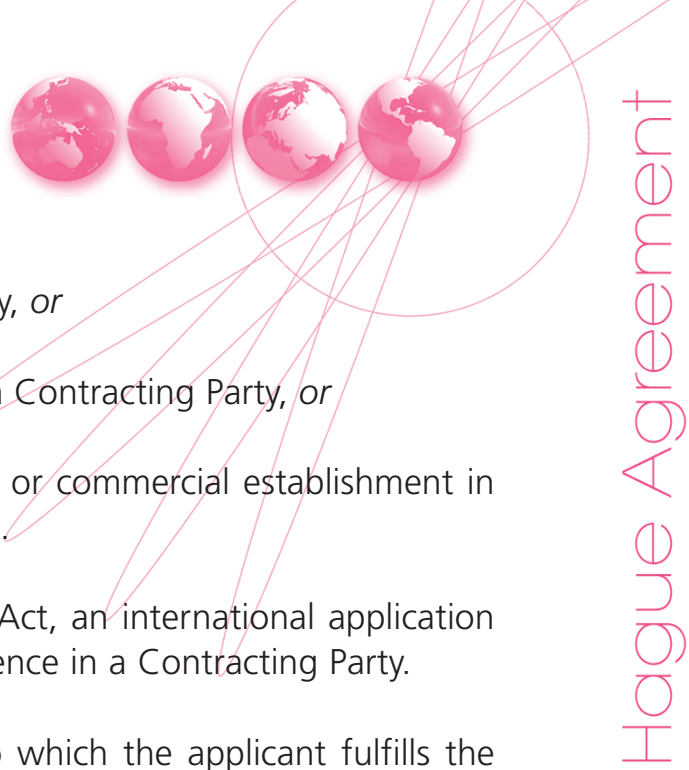 y, or
Contracting Party, or
or commercial establishment in
.
Act, an international application
ence in a Contracting Party.
which the applicant fulfills the
Hague Agreement